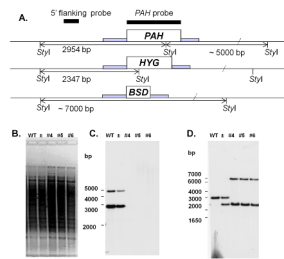 5' flanking probe PAH probe
A.
PAH
2954 bp ~ 5000 bp
StyI StyI StyI
HYG
2347 bp
StyI StyI StyI
BSD
~ 7000 bp
StyI StyI
B. C. D.
WT ± #4 #5 #6
WT ± #4 #5 #6
WT ± #4 #5 #6
bp
5000
4000
3000
2000
bp
7000
6000
5000
4000
3000
2000
1650